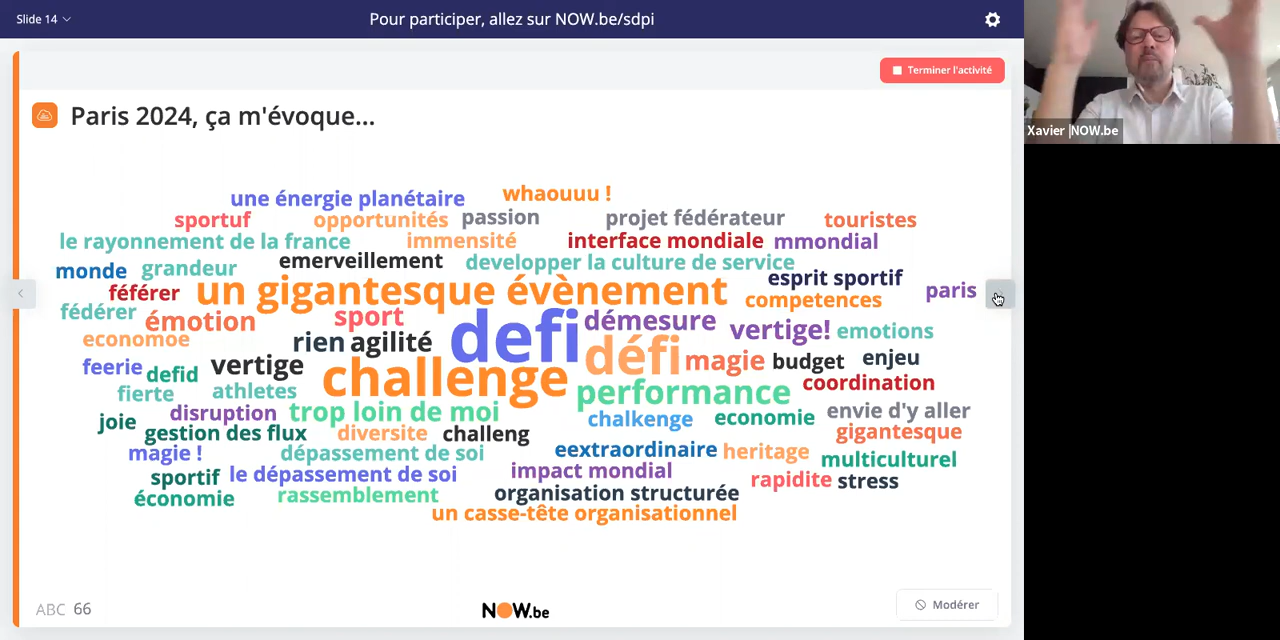 Slide 14
Pour participer, allez sur NOW.be/sdpi
Terminer l'activité
Xavier |NOW.be
Paris 2024, ça m'évoque...
une énergie planétaire whaouuu !
sportuf opportunités passion projet fédérateur touristes
le rayonnement de la france immensité interface mondiale mmondial
monde grandeur emerveillement developper la culture de service
féférer un gigantesque évènement esprit sportif competences paris
fédérer émotion sport defi démesure vertige! emotions
economoe rien agilité défi magie budget enjeu
feerie defid vertige challenge performance coordination
fierte athletes
joie disruption trop loin de moi chalkenge economie envie d'y aller
gestion des flux diversite challeng gigantesque
magie ! dépassement de soi eextraordinaire heritage multiculturel
sportif le dépassement de soi impact mondial rapidite stress
économie rassemblement organisation structurée
un casse-tête organisationnel
ABC 66
NOW.be
Modérer